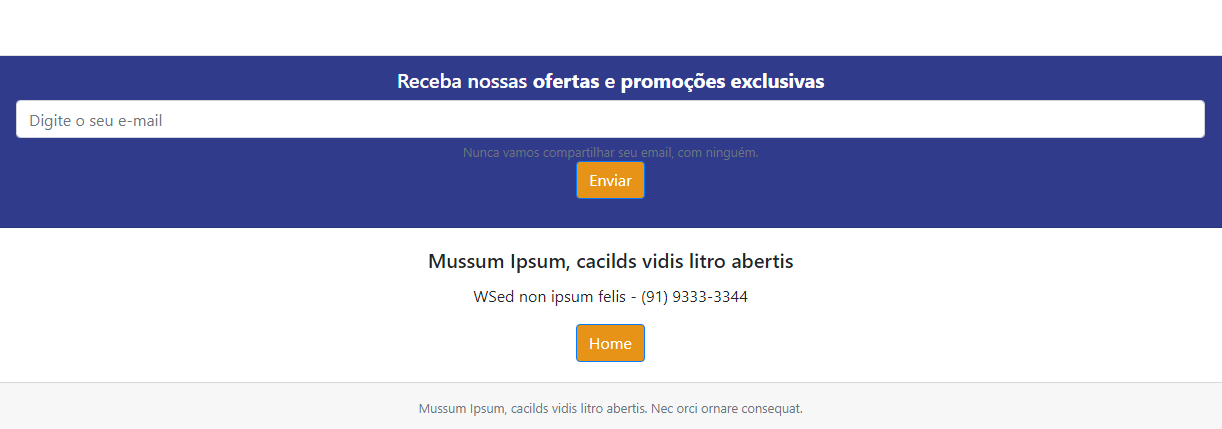 Receba nossas ofertas e promoções exclusivas
Digite o seu e-mail
Nunca vamos compartilhar seu email, com ninguém.
Enviar
Mussum Ipsum, cacilds vidis litro abertis
WSed non ipsum felis - (91) 9333-3344
Home
Mussum Ipsum, cacilds vidis litro abertis. Nec orci ornare consequat.